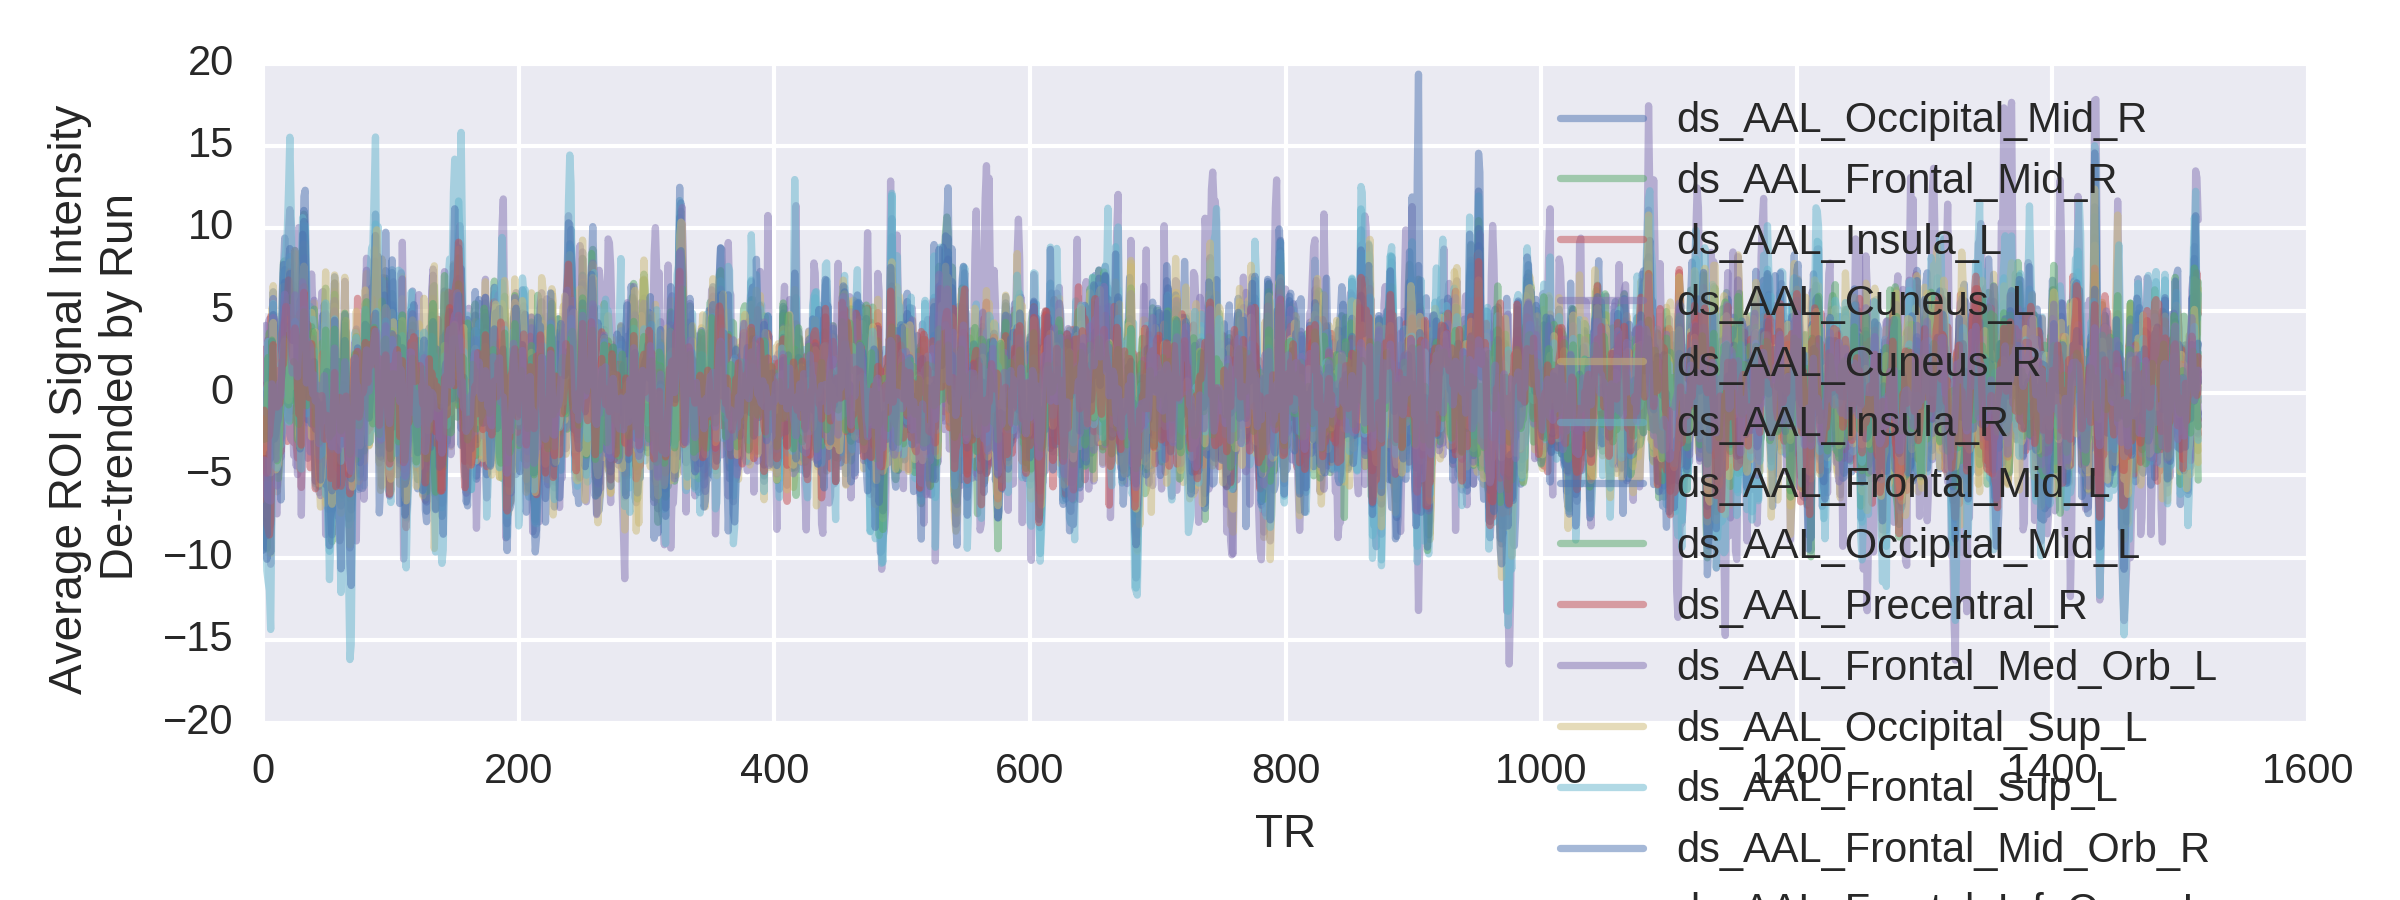 Average ROI Signal Intensity
De-trended by Run
20
15
10
5
0
−5
−10
−15
−20
0 200 400 600 800 1000 1200 1400 1600
TR
ds_AAL_Occipital_Mid_R
ds_AAL_Frontal_Mid_R
ds_AAL_Insula_L
ds_AAL_Cuneus_L
ds_AAL_Cuneus_R
ds_AAL_Insula_R
ds_AAL_Frontal_Mid_L
ds_AAL_Occipital_Mid_L
ds_AAL_Precentral_R
ds_AAL_Frontal_Med_Orb_L
ds_AAL_Occipital_Sup_L
ds_AAL_Frontal_Sup_L
ds_AAL_Frontal_Mid_Orb_R